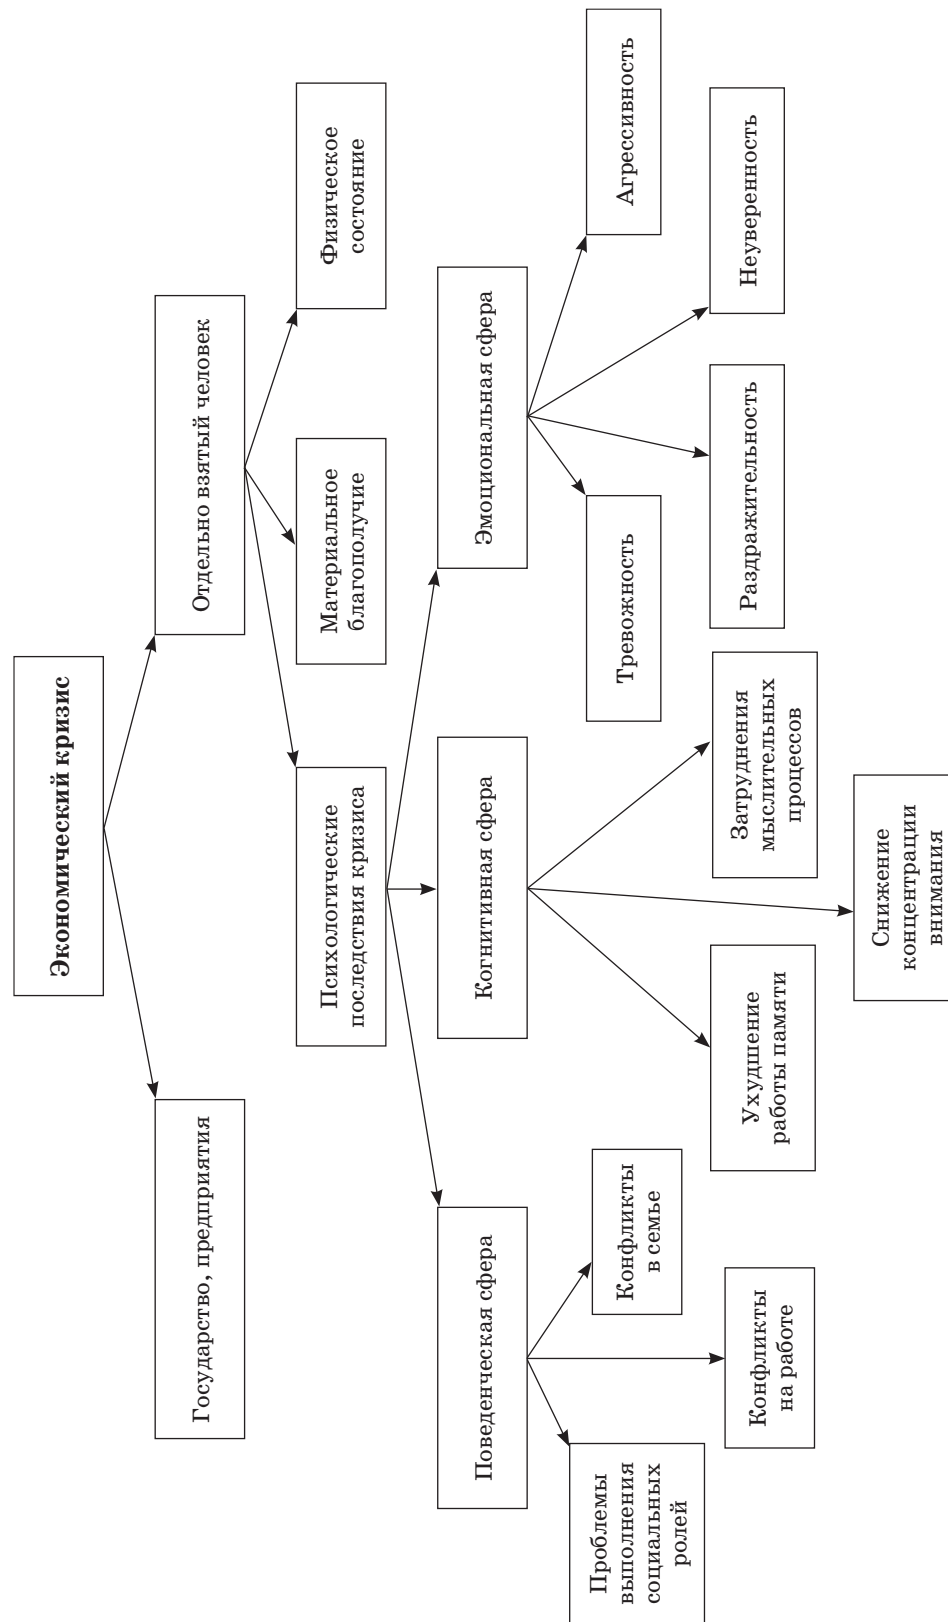 Экономический кризис
Государство, предприятия
Отдельно взятый человек
Психологические
последствия кризиса
Материальное
благополучие
Физическое
состояние
Поведенческая сфера
Когнитивная сфера
Эмоциональная сфера
Проблемы
выполнения
социальных
ролей
Конфликты
в семье
Конфликты
на работе
Ухудшение
работы памяти
Снижение
концентрации
внимания
Затруднения
мыслительных
процессов
Тревожность
Раздражительность
Неуверенность
Агрессивность